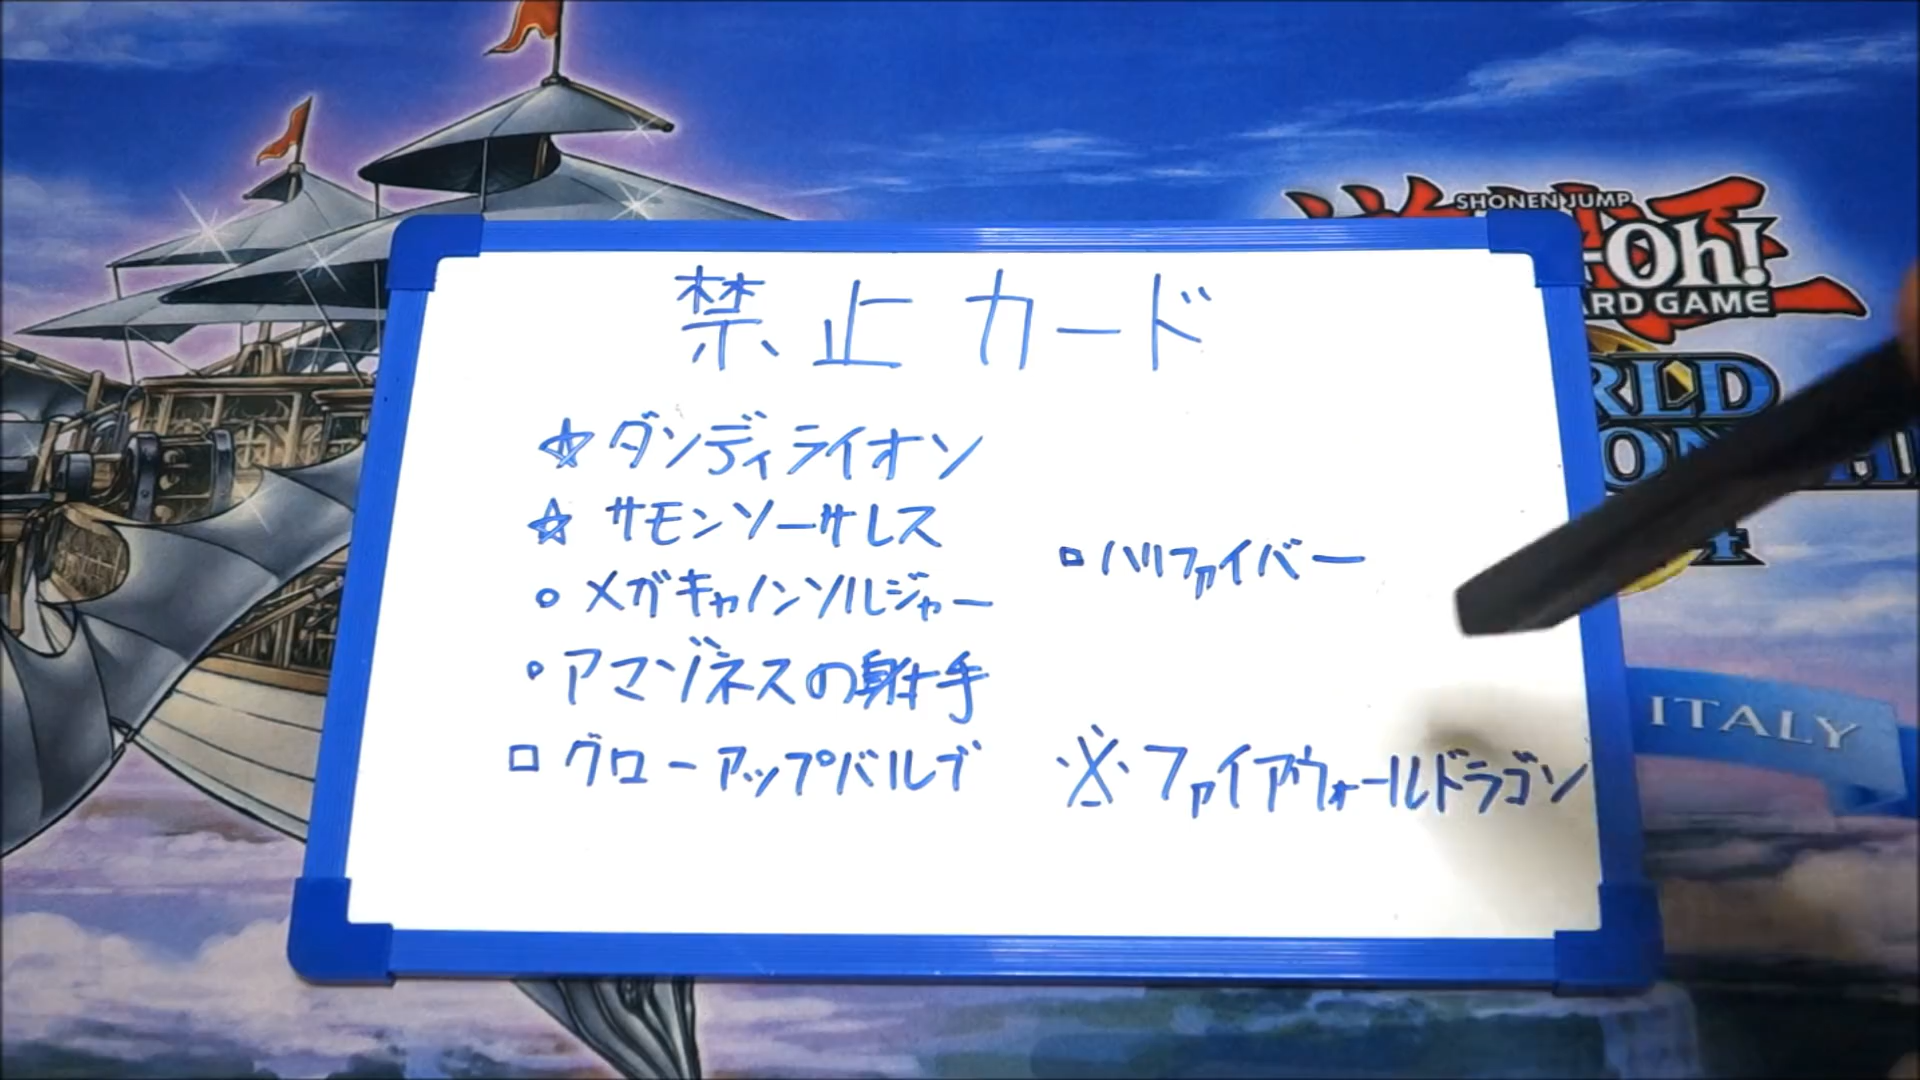 SHONEN JUMP
-Oh!
ARD GAME
RLD
禁止カード
☆ダンディライオン
☆サモンソーサレス
○メガキャノンソルジャー
○アマゾネスの射手
□グローアップバルブ
□ハリファイバー
※ファイアウォールドラゴン
ITALY